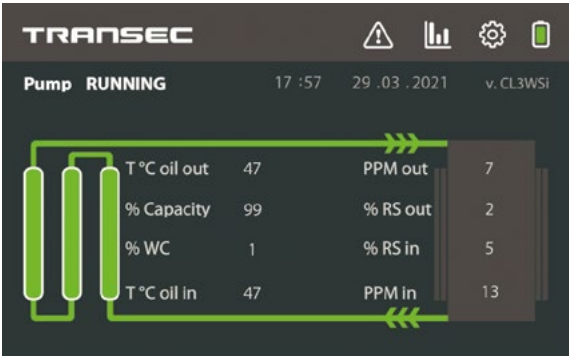 TRANSEC
Pump RUNNING 17 :57 29 .03 .2021 v. CL3WSi
T °C oil out 47 PPM out 7
% Capacity 99 % RS out 2
% WC 1 % RS in 5
T °C oil in 47 PPM in 13